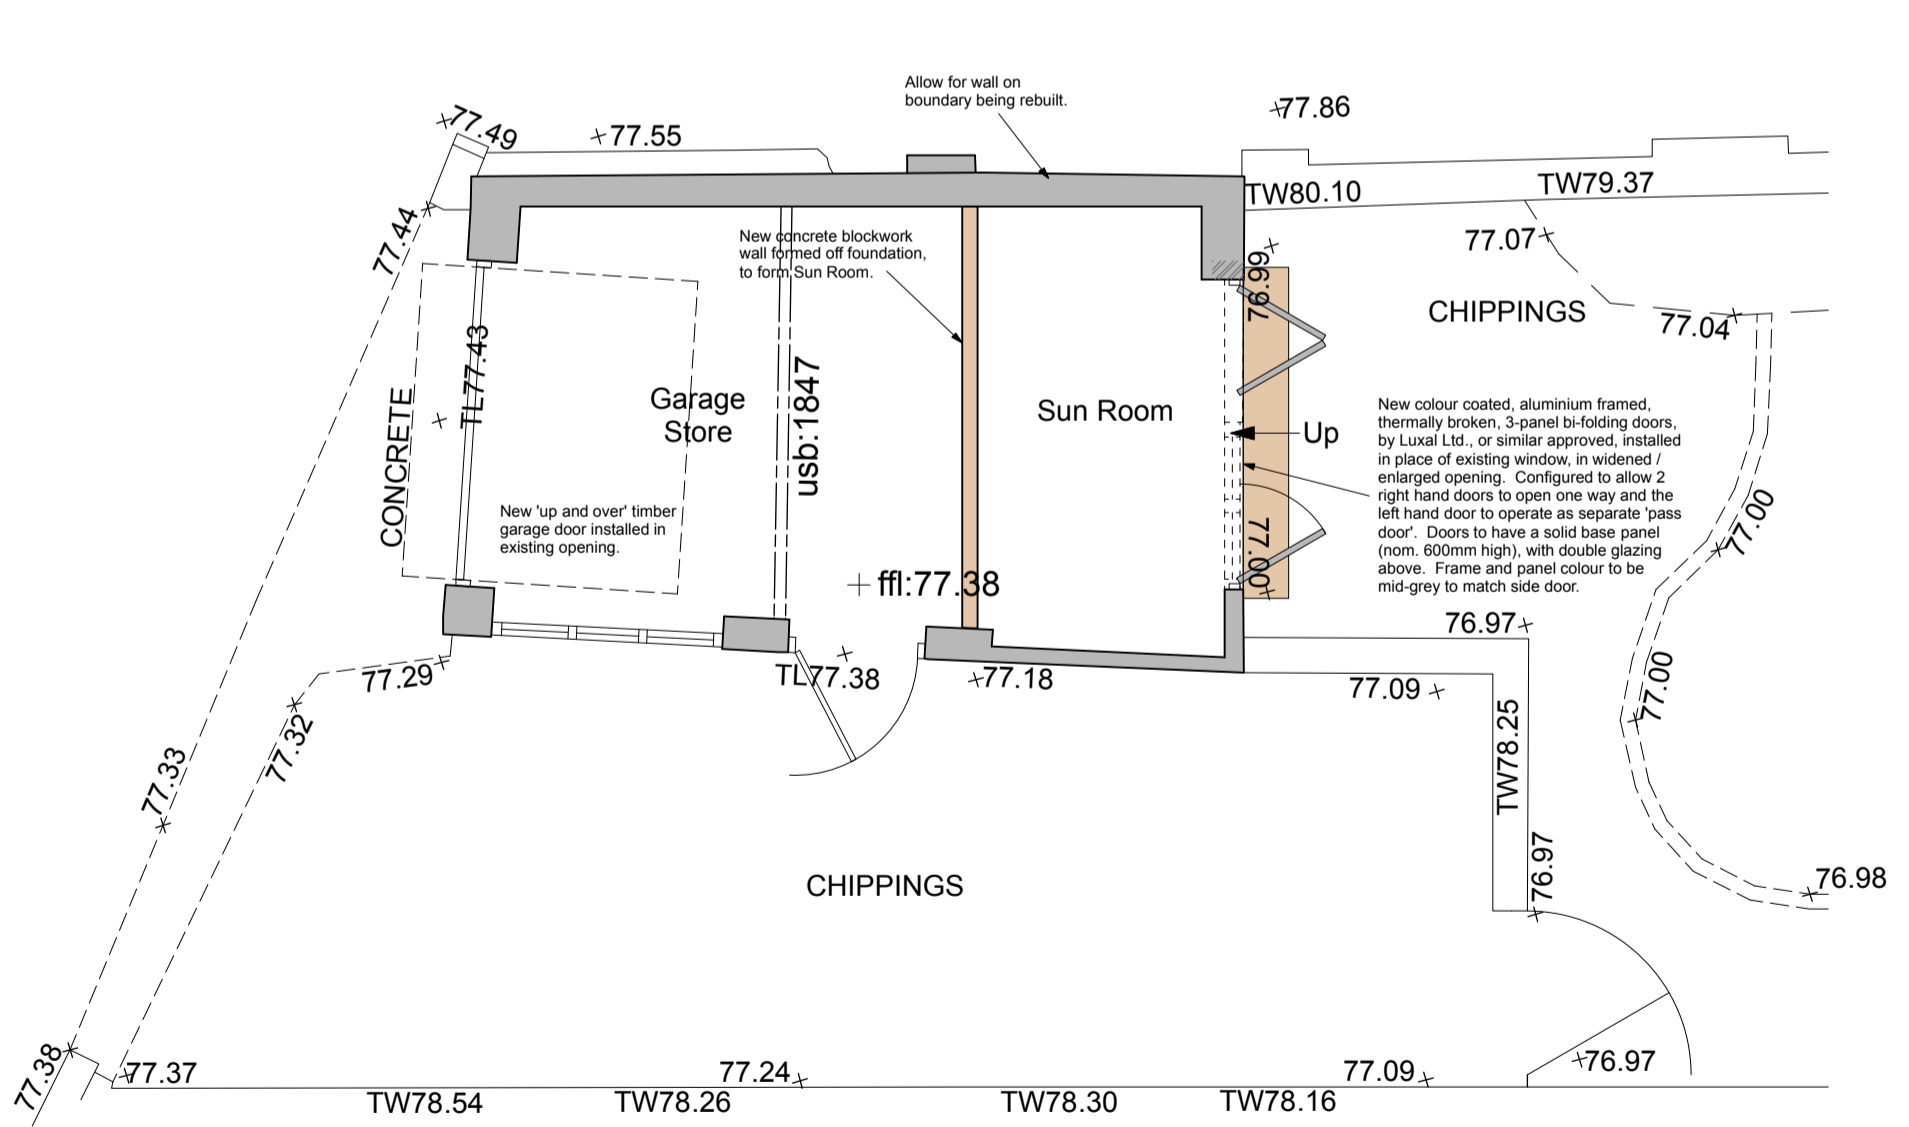 Allow for wall on
boundary being rebuilt.
77.86
77.49
77.55
TW80.10
TW79.37
77.44
77.07
New concrete blockwork
wall formed off foundation,
to form Sun Room.
76.99
CHIPPINGS
77.04
TL77.43
CONCRETE
Garage
Store
usb:1847
Sun Room
Up
New colour coated, aluminium framed,
thermally broken, 3-panel bi-folding doors,
by Luxal Ltd., or similar approved, installed
in place of existing window, in widened /
enlarged opening. Configured to allow 2
right hand doors to open one way and the
left hand door to operate as separate 'pass
door'. Doors to have a solid base panel
(nom. 600mm high), with double glazing
above. Frame and panel colour to be
mid-grey to match side door.
77.00
New 'up and over' timber
garage door installed in
existing opening.
77.00
ffl:77.38
76.97
77.29
TL77.38
77.18
77.09
77.00
77.32
TW78.25
77.33
76.97
CHIPPINGS
76.98
77.38
77.37
77.24
77.09
76.97
TW78.54
TW78.26
TW78.30
TW78.16